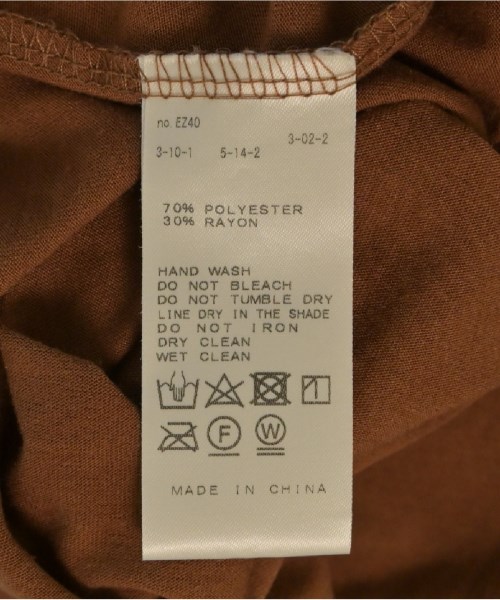 no. EZ40
3-02-2
3-10-1 5-14-2
70% POLYESTER
30% RAYON
HAND WASH
DO NOT BLEACH
DO NOT TUMBLE DRY
LINE DRY IN THE SHADE
DO NOT IRON
DRY CLEAN
WET CLEAN
F W
MADE IN CHINA